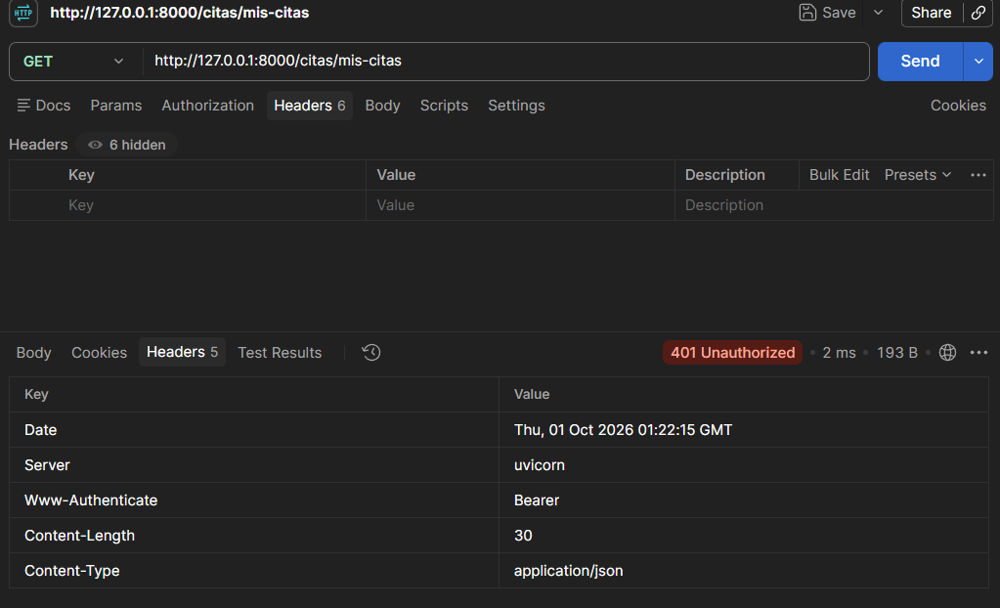 HTTP http://127.0.0.1:8000/citas/mis-citas Save Share
GET http://127.0.0.1:8000/citas/mis-citas Send
Docs Params Authorization Headers 6 Body Scripts Settings Cookies
Headers 6 hidden
Key Value Description Bulk Edit Presets
Key Value Description
Body Cookies Headers 5 Test Results 401 Unauthorized • 2 ms • 193 B
Key Value
Date Thu, 01 Oct 2026 01:22:15 GMT
Server uvicorn
Www-Authenticate Bearer
Content-Length 30
Content-Type application/json